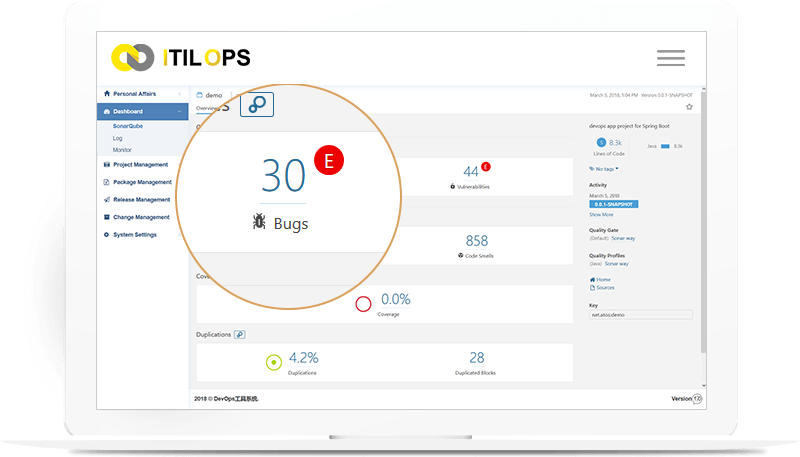 ITILOPS
Personal Affairs
Dashboard
SonarQube
Log
Monitor
Project Management
Package Management
Release Management
Change Management
System Settings
demo
March 5, 2018, 1:04 PM Version 0.0.1-SNAPSHOT
Overview
30 E
Bugs
44 E
Vulnerabilities
858
Code Smells
0.0%
Coverage
Duplications
4.2%
Duplications
28
Duplicated Blocks
devops app project for Spring Boot
8.3k
Lines of Code
Java 8.3k
No tags
Activity
March 5, 2018
0.0.1-SNAPSHOT
Show More
Quality Gate
(Default) Sonar way
Quality Profiles
(Java) Sonar way
Home
Sources
Key
net.atos.demo
2018 © DevOps工具系统.
Version 1.0